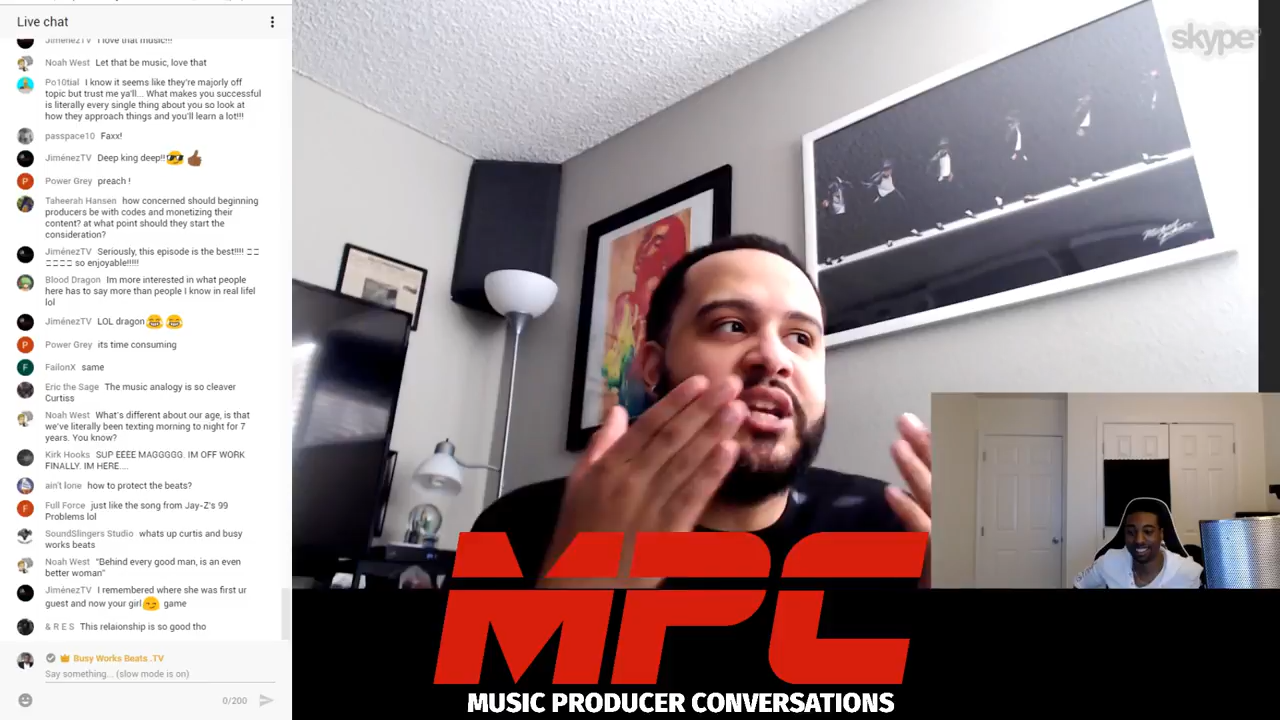 Live chat
JiménezTV I love that music!!!
Noah West Let that be music, love that
Po10tial I know it seems like they're majorly off
topic but trust me ya'll... What makes you successful
is literally every single thing about you so look at
how they approach things and you'll learn a lot!!!
passpace10 Faxx!
JiménezTV Deep king deep!!
Power Grey preach !
Taheerah Hansen how concerned should beginning
producers be with codes and monetizing their
content? at what point should they start the
consideration?
JiménezTV Seriously, this episode is the best!!!!
so enjoyable!!!!!
Blood Dragon Im more interested in what people
here has to say more than people I know in real lifel
lol
JiménezTV LOL dragon
Power Grey its time consuming
F
FailonX same
Eric the Sage The music analogy is so cleaver
Curtiss
Noah West What's different about our age, is that
we've literally been texting morning to night for 7
years. You know?
Kirk Hooks SUP EEEE MAGGGGG. IM OFF WORK
FINALLY. IM HERE....
ain't lone how to protect the beats?
F
Full Force just like the song from Jay-Z's 99
Problems lol
SoundSlingers Studio whats up curtis and busy
works beats
Noah West "Behind every good man, is an even
better woman"
JiménezTV I remembered where she was first ur
guest and now your girl game
& R E S This relaionship is so good tho
Busy Works Beats .TV
Say something... (slow mode is on)
0/200
skype
MPC
MUSIC PRODUCER CONVERSATIONS